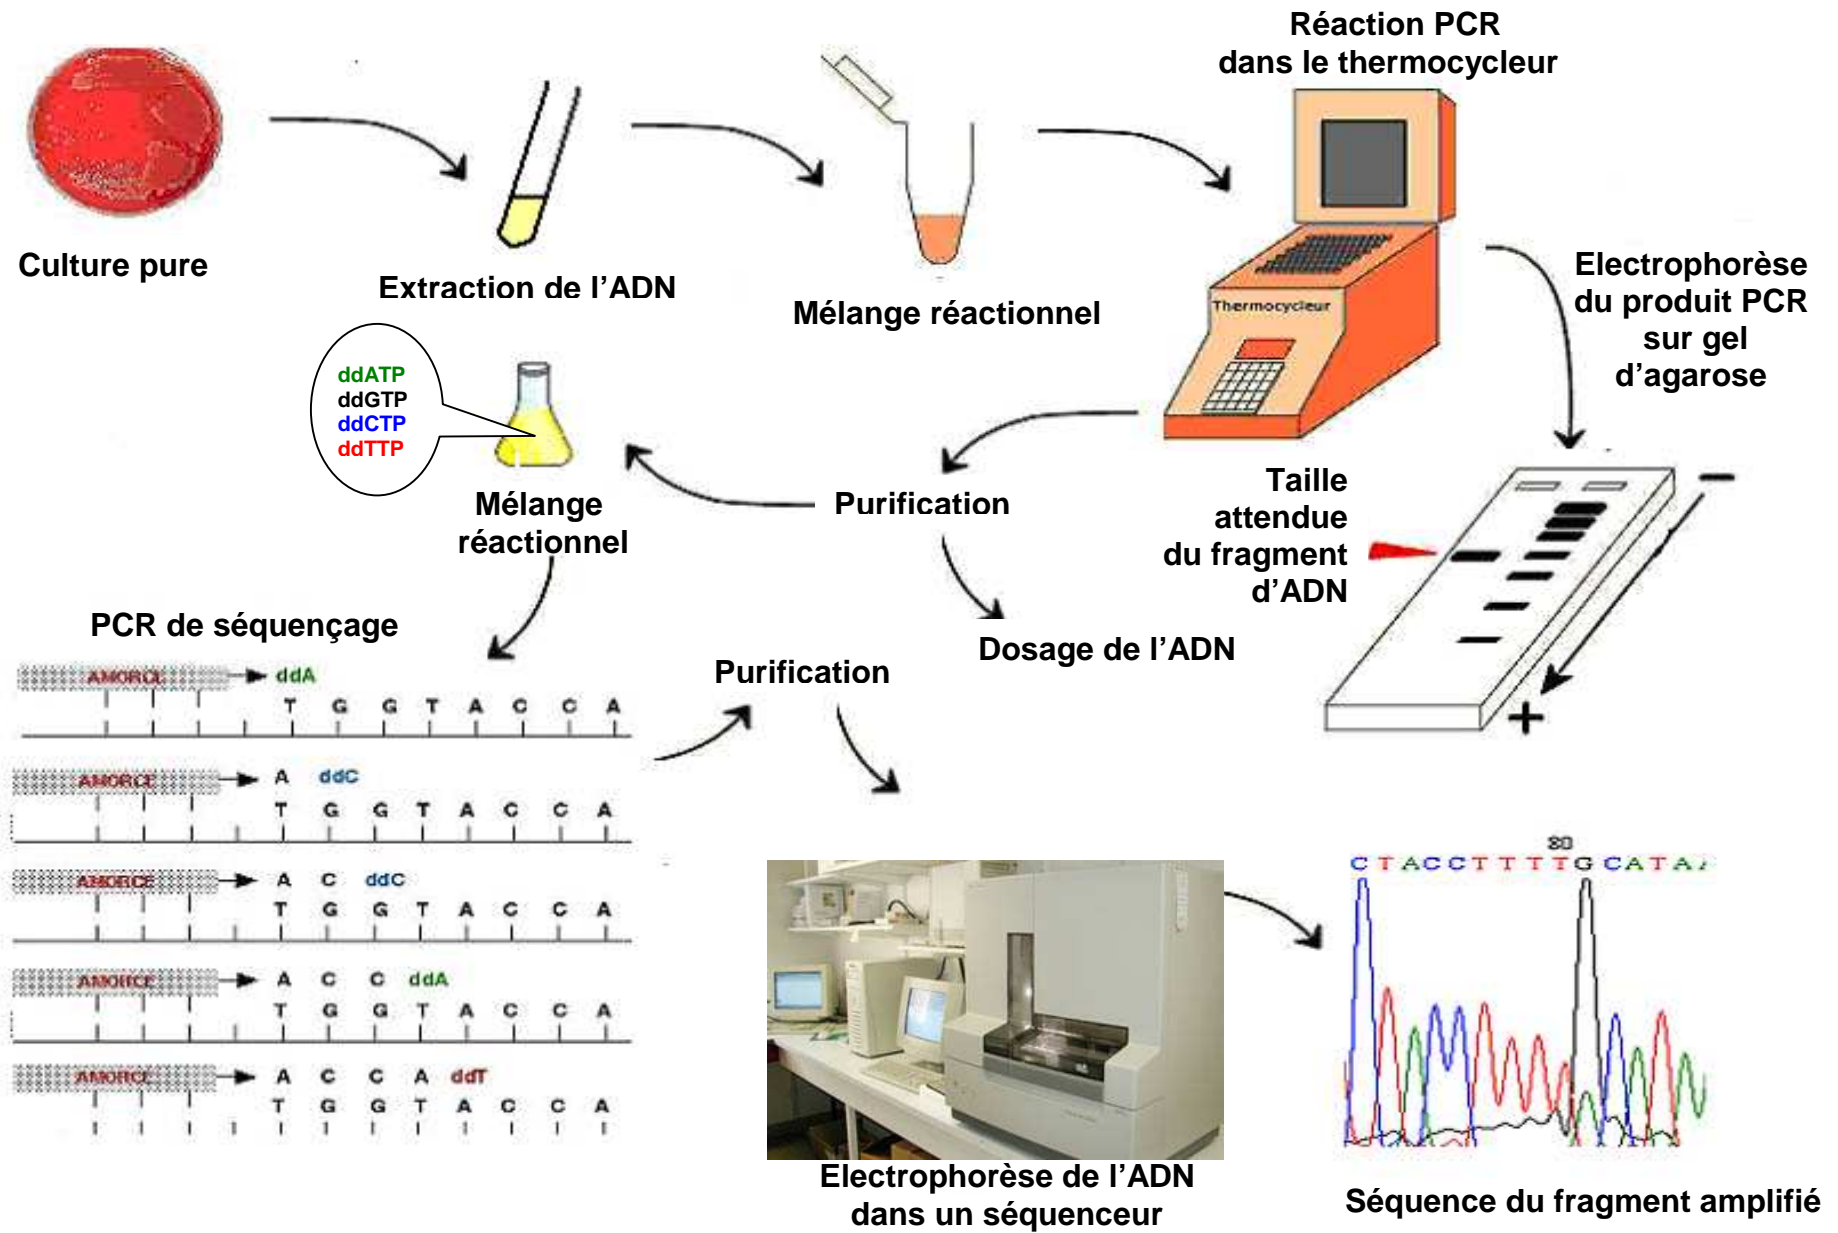 Réaction PCR
dans le thermocycleur
Culture pure
Extraction de l’ADN
Mélange réactionnel
Thermocycleur
Electrophorèse
du produit PCR
sur gel
d’agarose
ddATP
ddGTP
ddCTP
ddTTP
Mélange
réactionnel
Purification
Taille
attendue
du fragment
d’ADN
−
+
Dosage de l’ADN
PCR de séquençage
Purification
AMORCE ddA
T G G T A C C A
AMORCE A ddC
T G G T A C C A
AMORCE A C ddC
T G G T A C C A
AMORCE A C C ddA
T G G T A C C A
AMORCE A C C A ddT
T G G T A C C A
80
C T A C C T T T T G C A T A A
Electrophorèse de l’ADN
dans un séquenceur
Séquence du fragment amplifié